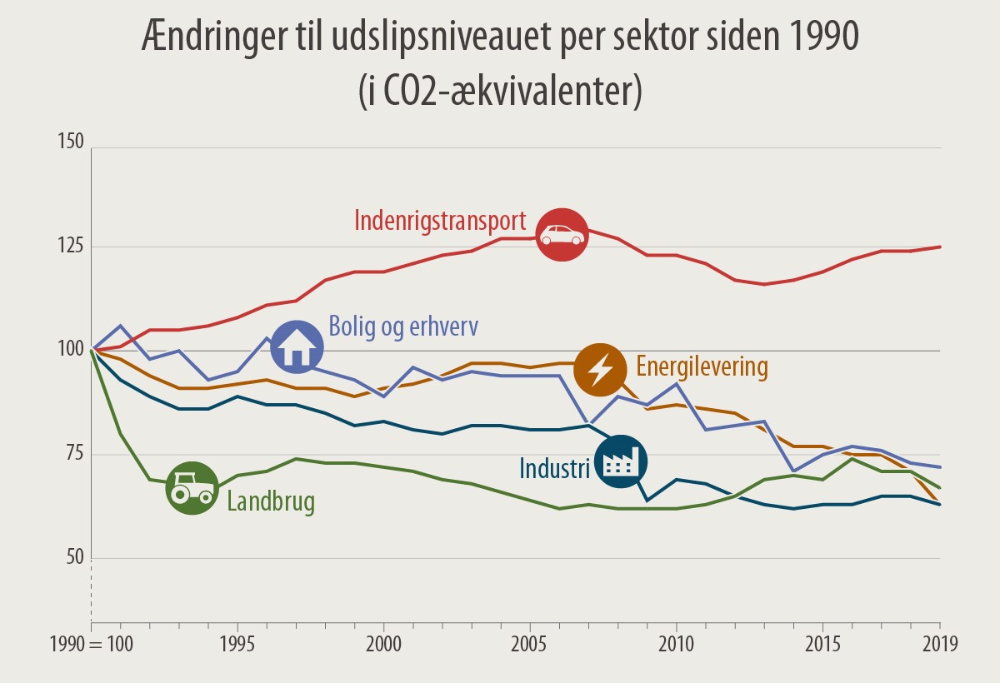 Ændringer til udslipsniveauet per sektor siden 1990
(i CO2-ækvivalenter)
150
Indenrigstransport
125
Bolig og erhverv
100
Energilevering
75
Industri
Landbrug
50
1990 = 100 1995 2000 2005 2010 2015 2019